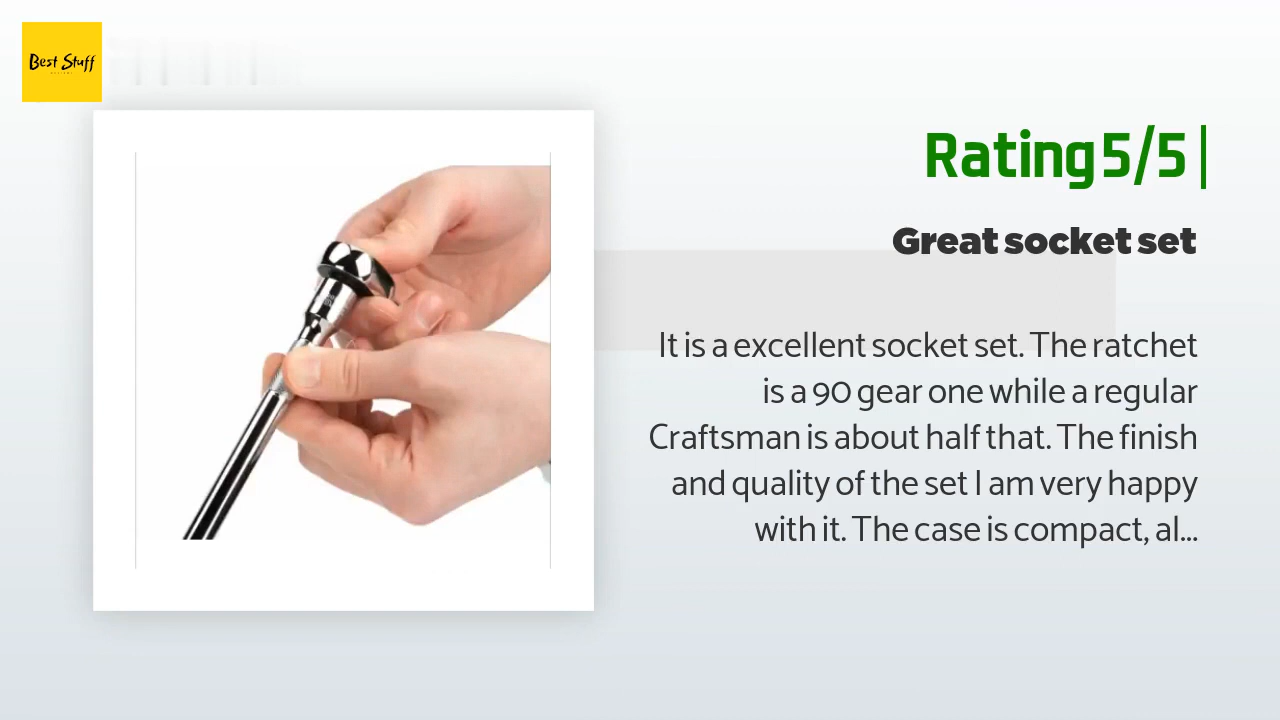 Best Stuff
Rating 5/5 |
Great socket set
It is a excellent socket set. The ratchet
is a 90 gear one while a regular
Craftsman is about half that. The finish
and quality of the set I am very happy
with it. The case is compact, al...